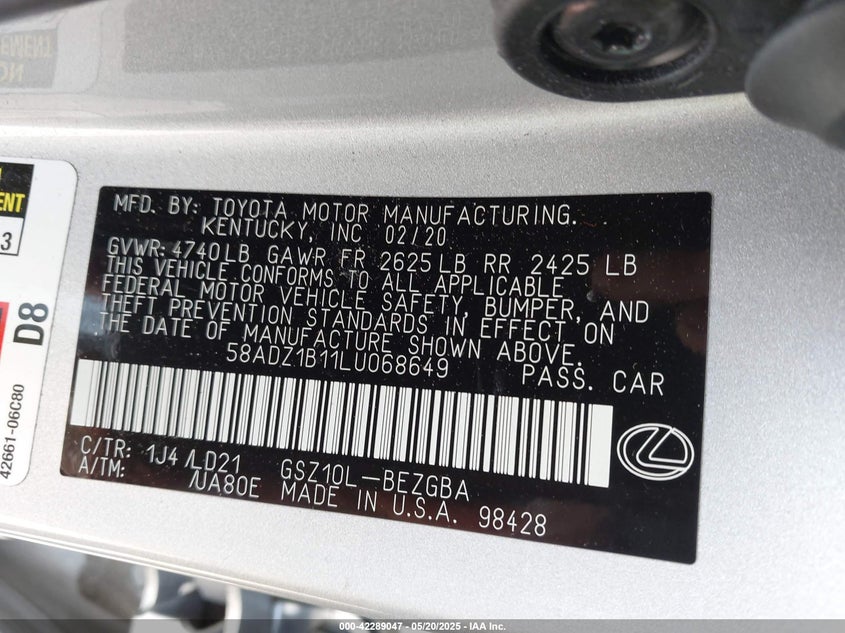 MFD. BY: TOYOTA MOTOR MANUFACTURING.
KENTUCKY, INC 02/20
GVWR: 4740LB GAWR FR 2625LB RR 2425 LB
THIS VEHICLE CONFORMS TO ALL APPLICABLE
FEDERAL MOTOR VEHICLE SAFETY, BUMPER, AND
THEFT PREVENTION STANDARDS IN EFFECT ON
THE DATE OF MANUFACTURE SHOWN ABOVE.
58ADZ1B11LU068649 PASS. CAR
C/TR: 1J4 /LD21 GSZ10L-BEZGBA
A/TM: /UA80E MADE IN U.S.A. 98428
3
D8
42661-06C80
000-42289047 — 05/20/2025 — IAA Inc.